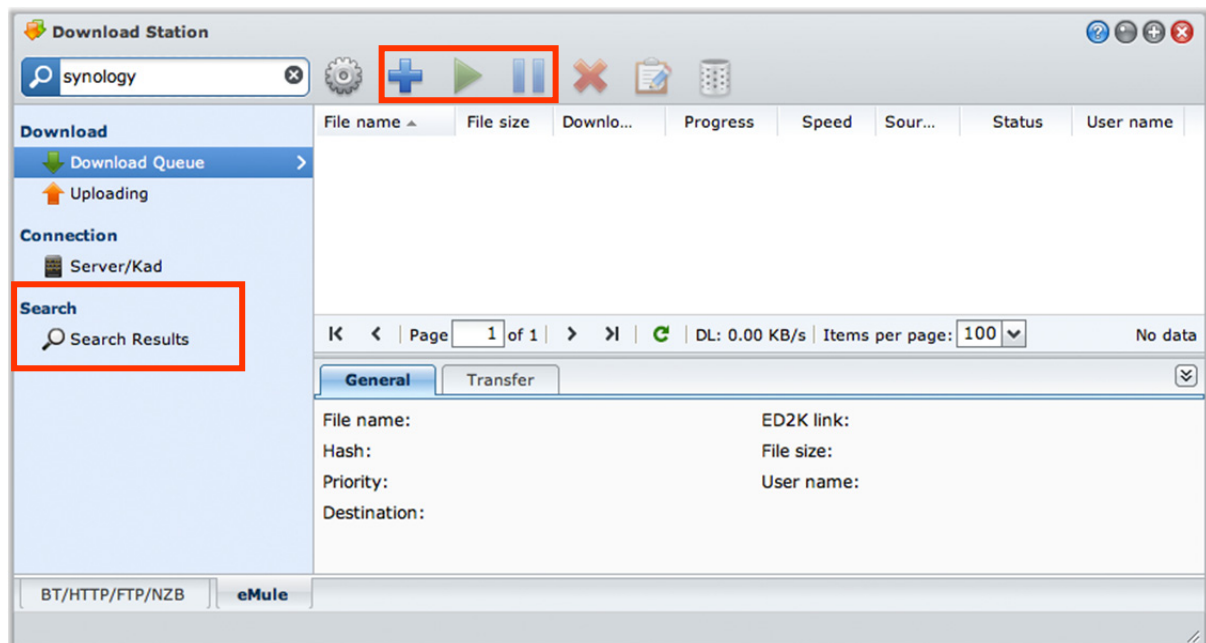 Download Station
synology
Download
Download Queue
Uploading
Connection
Server/Kad
Search
Search Results
File name File size Downlo... Progress Speed Sour... Status User name
Page 1 of 1 DL: 0.00 KB/s Items per page: 100 No data
General Transfer
File name: ED2K link:
Hash: File size:
Priority: User name:
Destination:
BT/HTTP/FTP/NZB eMule